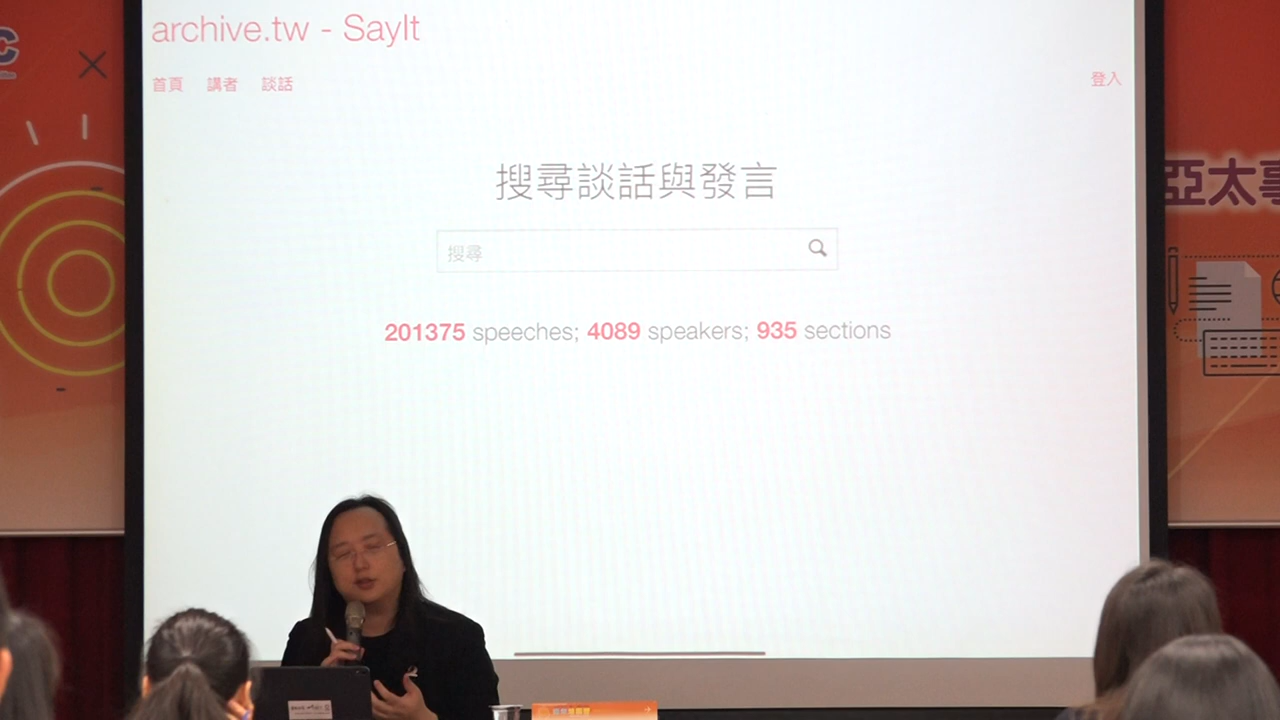 archive.tw - SayIt
首頁 講者 談話
登入
搜尋談話與發言
搜尋
201375 speeches; 4089 speakers; 935 sections
C
亞太事